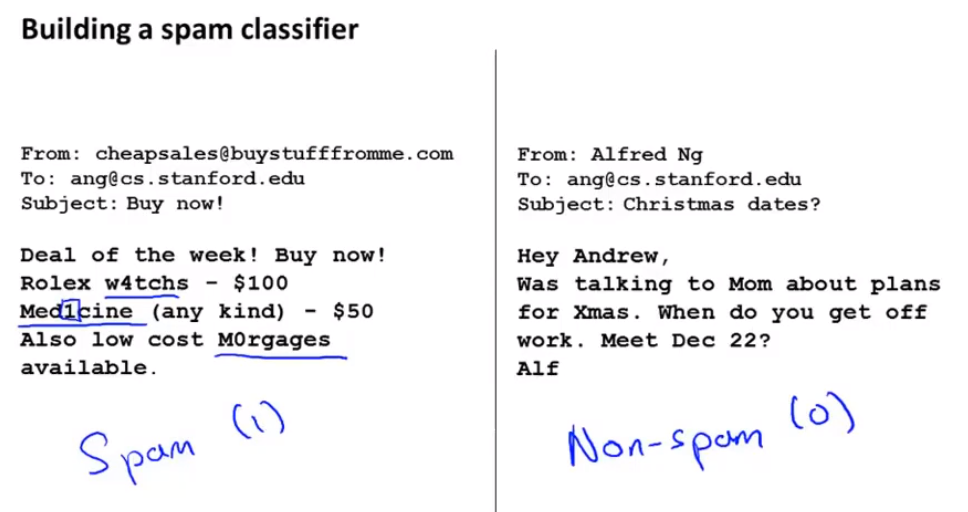 Building a spam classifier
From: cheapsales@buystufffromme.com
To: ang@cs.stanford.edu
Subject: Buy now!
Deal of the week! Buy now!
Rolex w4tchs - $100
Med1cine (any kind) - $50
Also low cost M0rgages
available.
Spam (1)
From: Alfred Ng
To: ang@cs.stanford.edu
Subject: Christmas dates?
Hey Andrew,
Was talking to Mom about plans
for Xmas. When do you get off
work. Meet Dec 22?
Alf
Non-spam (0)